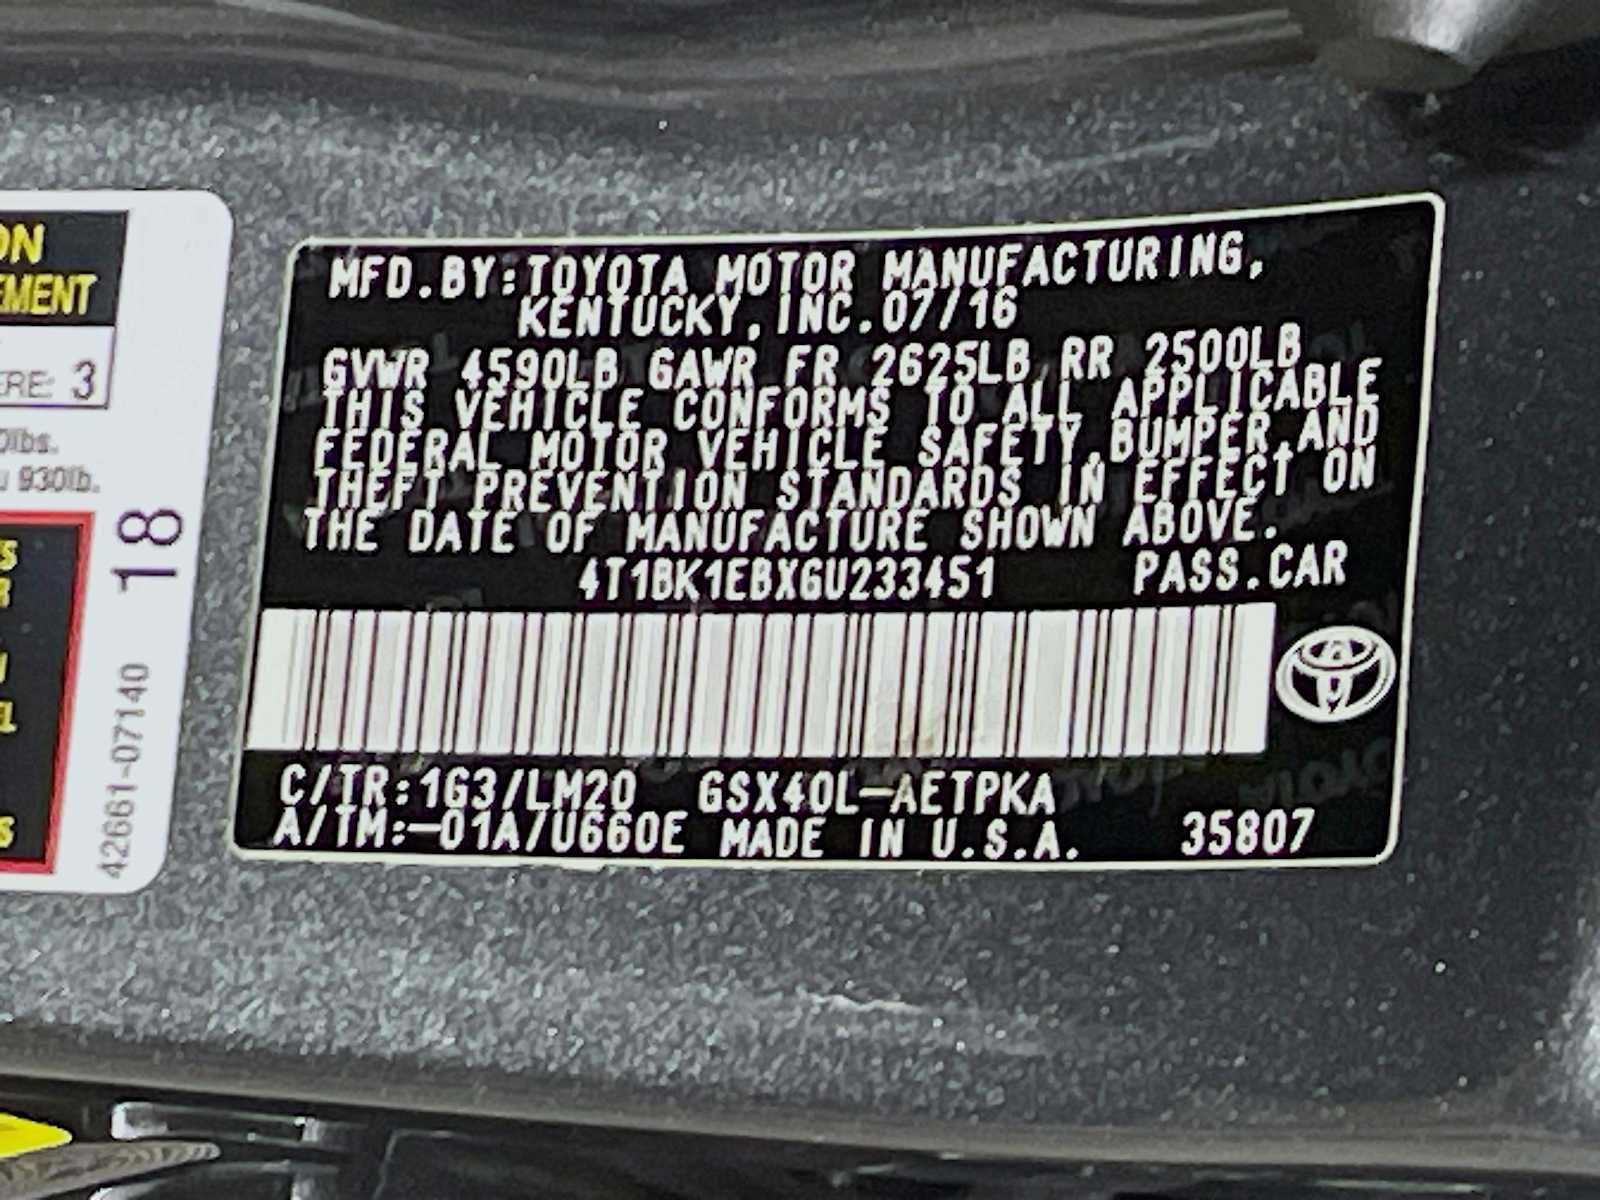 ON
EMENT
ERE: 3
0lbs.
930lb.
18
42661-07140
MFD.BY:TOYOTA MOTOR MANUFACTURING,
KENTUCKY,INC.07/16
GVWR 4590LB GAWR FR 2625LB RR 2500LB
THIS VEHICLE CONFORMS TO ALL APPLICABLE
FEDERAL MOTOR VEHICLE SAFETY,BUMPER,AND
THEFT PREVENTION STANDARDS IN EFFECT ON
THE DATE OF MANUFACTURE SHOWN ABOVE.
4T1BK1EBXGU233451 PASS.CAR
C/TR:1G3/LM20 GSX40L-AETPKA
A/TM:-01A/U660E MADE IN U.S.A. 35807